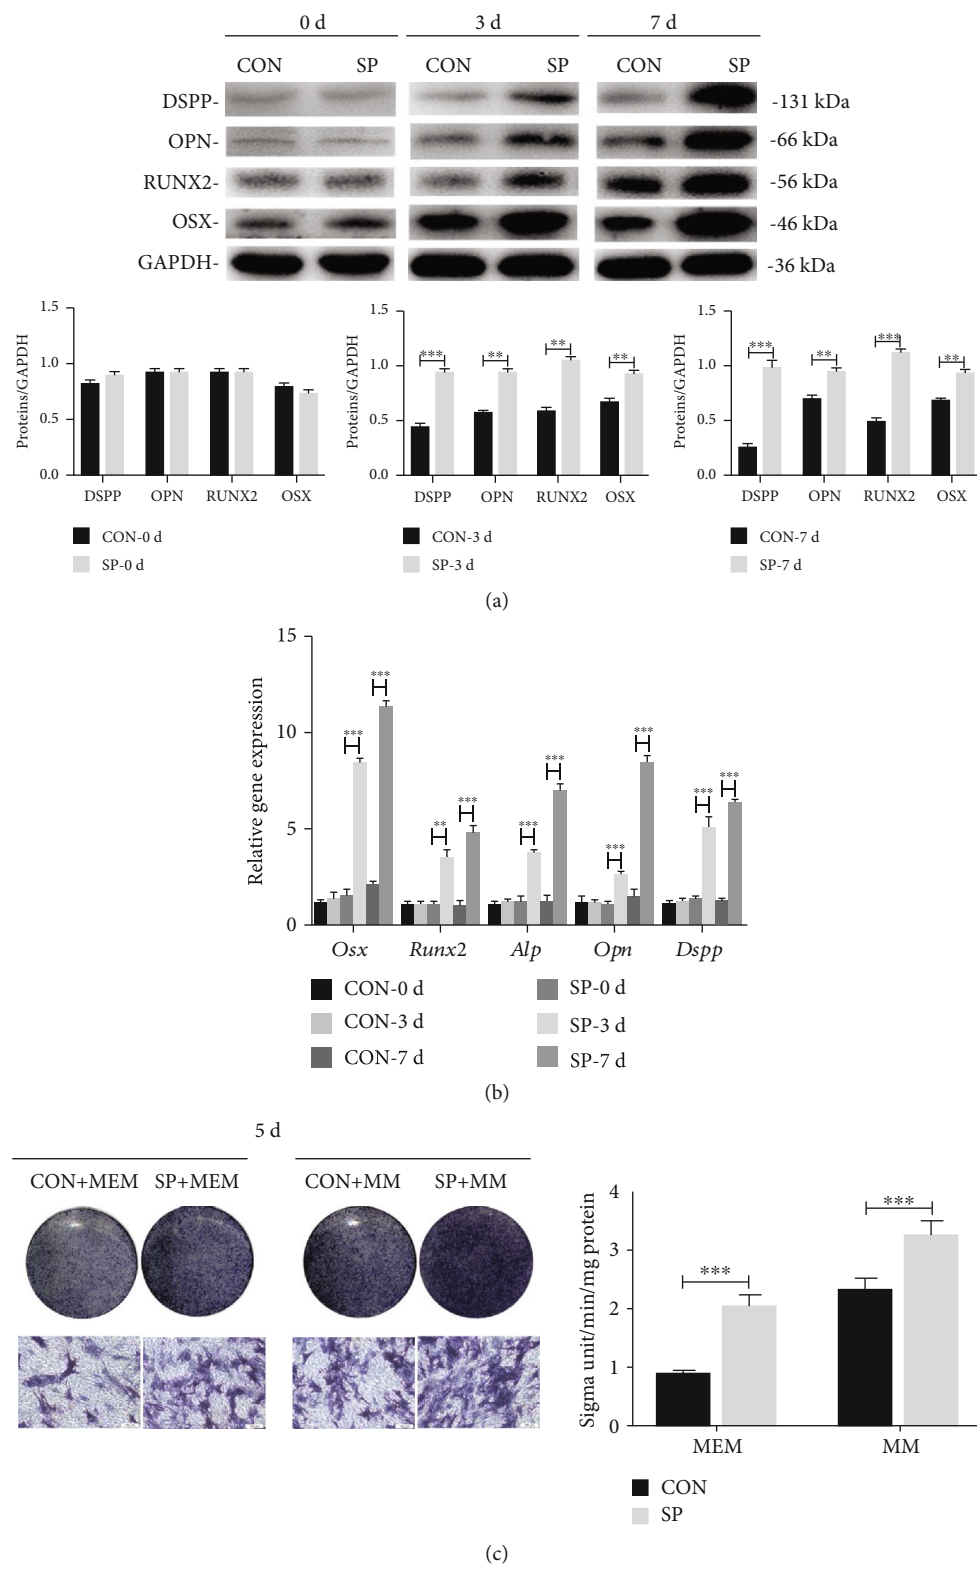 0 d 3 d 7 d
CON SP CON SP CON SP
DSPP- -131 kDa
OPN- -66 kDa
RUNX2- -56 kDa
OSX- -46 kDa
GAPDH- -36 kDa
Proteins/GAPDH
1.5
1.0
0.5
0.0
DSPP OPN RUNX2 OSX
CON-0 d
SP-0 d
Proteins/GAPDH
1.5
1.0
0.5
0.0
*** ** ** **
DSPP OPN RUNX2 OSX
CON-3 d
SP-3 d
Proteins/GAPDH
1.5
1.0
0.5
0.0
*** ** *** **
DSPP OPN RUNX2 OSX
CON-7 d
SP-7 d
(a)
Relative gene expression
15
10
5
0
*** *** ** *** *** *** *** *** *** ***
Osx Runx2 Alp Opn Dspp
CON-0 d SP-0 d
CON-3 d SP-3 d
CON-7 d SP-7 d
(b)
5 d
CON+MEM SP+MEM CON+MM SP+MM
Sigma unit/min/mg protein
4
3
2
1
0
*** ***
MEM MM
CON
SP
(c)